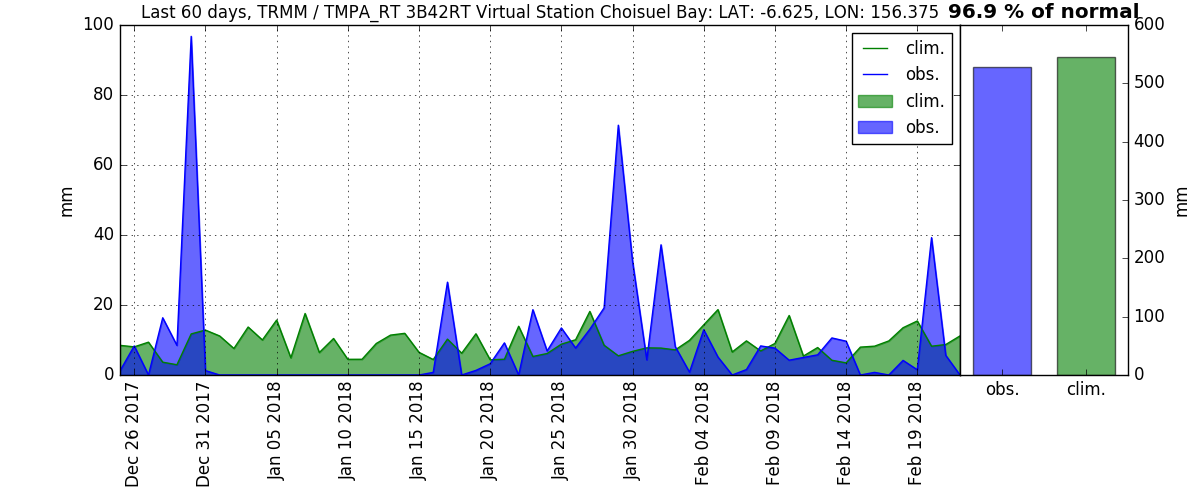 Last 60 days, TRMM / TMPA_RT 3B42RT Virtual Station Choisuel Bay: LAT: -6.625, LON: 156.375
96.9 % of normal
100
80
60
40
20
0
mm
clim.
obs.
clim.
obs.
600
500
400
300
200
100
0
mm
obs.
clim.
Dec 26 2017
Dec 31 2017
Jan 05 2018
Jan 10 2018
Jan 15 2018
Jan 20 2018
Jan 25 2018
Jan 30 2018
Feb 04 2018
Feb 09 2018
Feb 14 2018
Feb 19 2018